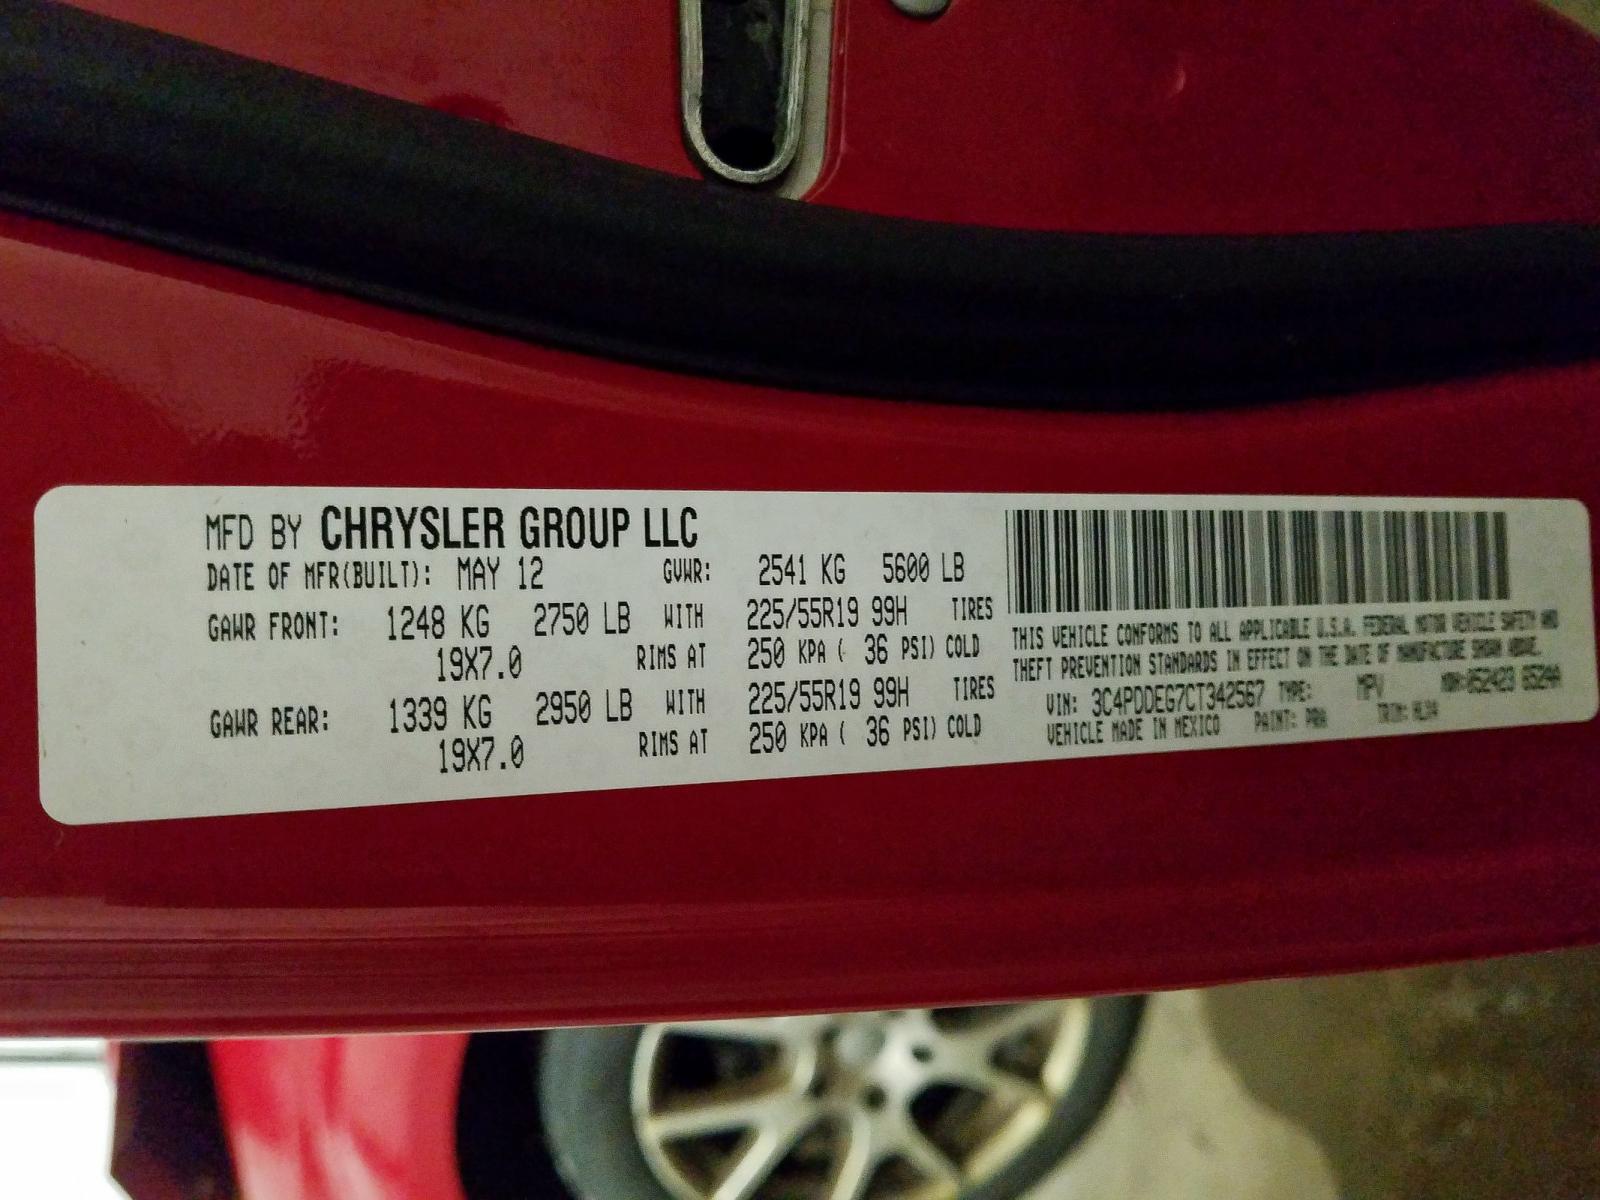 MFD BY CHRYSLER GROUP LLC
DATE OF MFR(BUILT): MAY 12 GVWR: 2541 KG 5600 LB
GAWR FRONT: 1248 KG 2750 LB WITH 225/55R19 99H TIRES
19X7.0 RIMS AT 250 KPA ( 36 PSI) COLD
GAWR REAR: 1339 KG 2950 LB WITH 225/55R19 99H TIRES
19X7.0 RIMS AT 250 KPA ( 36 PSI) COLD
THIS VEHICLE CONFORMS TO ALL APPLICABLE U.S.A. FEDERAL MOTOR VEHICLE SAFETY AND
THEFT PREVENTION STANDARDS IN EFFECT ON THE DATE OF MANUFACTURE SHOWN ABOVE.
VIN: 3C4PDDEG7CT342567 TYPE: MPV MDH:052423
VEHICLE MADE IN MEXICO PAINT: TRIM: